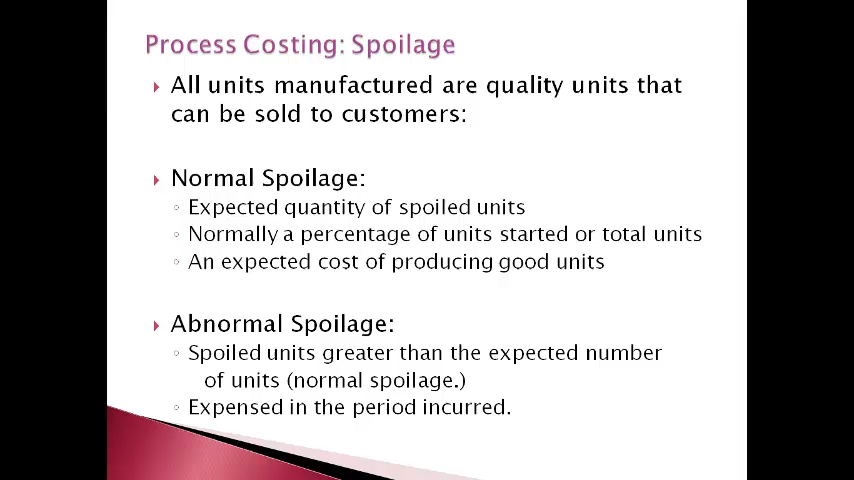 Process Costing: Spoilage
All units manufactured are quality units that
can be sold to customers:
Normal Spoilage:
Expected quantity of spoiled units
Normally a percentage of units started or total units
An expected cost of producing good units
Abnormal Spoilage:
Spoiled units greater than the expected number
of units (normal spoilage.)
Expensed in the period incurred.